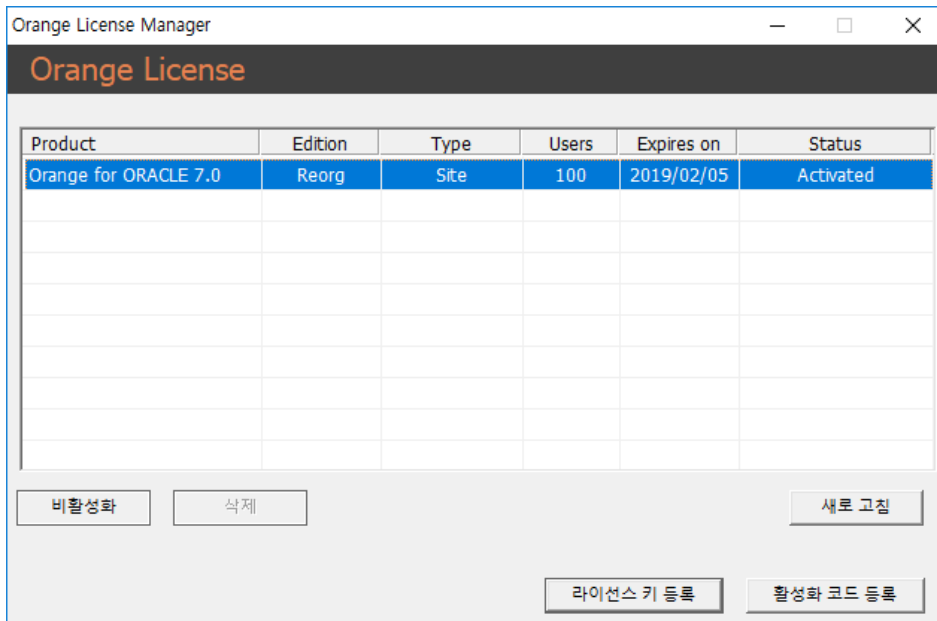 Orange License Manager
Orange License
Product Edition Type Users Expires on Status
Orange for ORACLE 7.0 Reorg Site 100 2019/02/05 Activated
비활성화 삭제 새로 고침
라이선스 키 등록 활성화 코드 등록